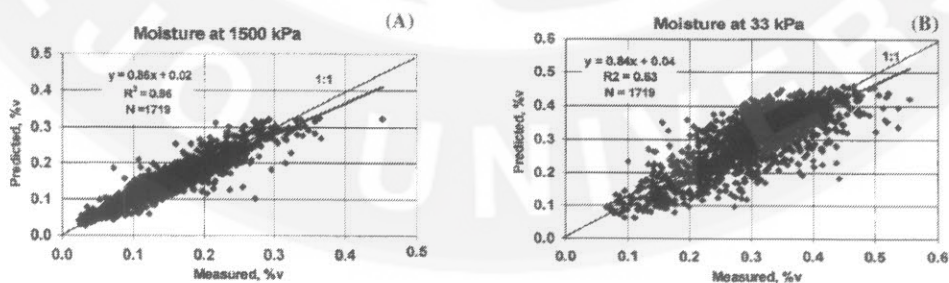 (A)
Moisture at 1500 kPa
0.5
0.4
0.3
0.2
0.1
0.0
Predicted, %v
y = 0.86x + 0.02
R² = 0.86
N =1719
1:1
0.0 0.1 0.2 0.3 0.4 0.5
Measured, %v
(B)
Moisture at 33 kPa
0.6
0.5
0.4
0.3
0.2
0.1
0.0
Predicted, %v
y = 0.84x + 0.04
R2 = 0.63
N = 1719
1:1
0.0 0.1 0.2 0.3 0.4 0.5 0.6
Measured, %v
UNIVER